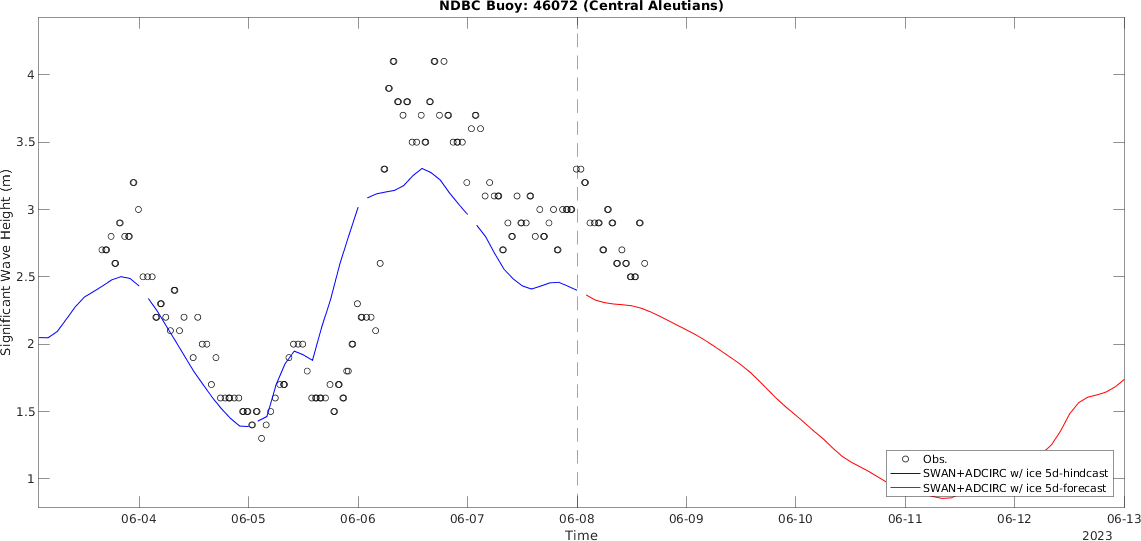 NDBC Buoy: 46072 (Central Aleutians)
Significant Wave Height (m)
4
3.5
3
2.5
2
1.5
1
Obs.
SWAN+ADCIRC w/ ice 5d-hindcast
SWAN+ADCIRC w/ ice 5d-forecast
06-04 06-05 06-06 06-07 06-08 06-09 06-10 06-11 06-12 06-13
Time
2023